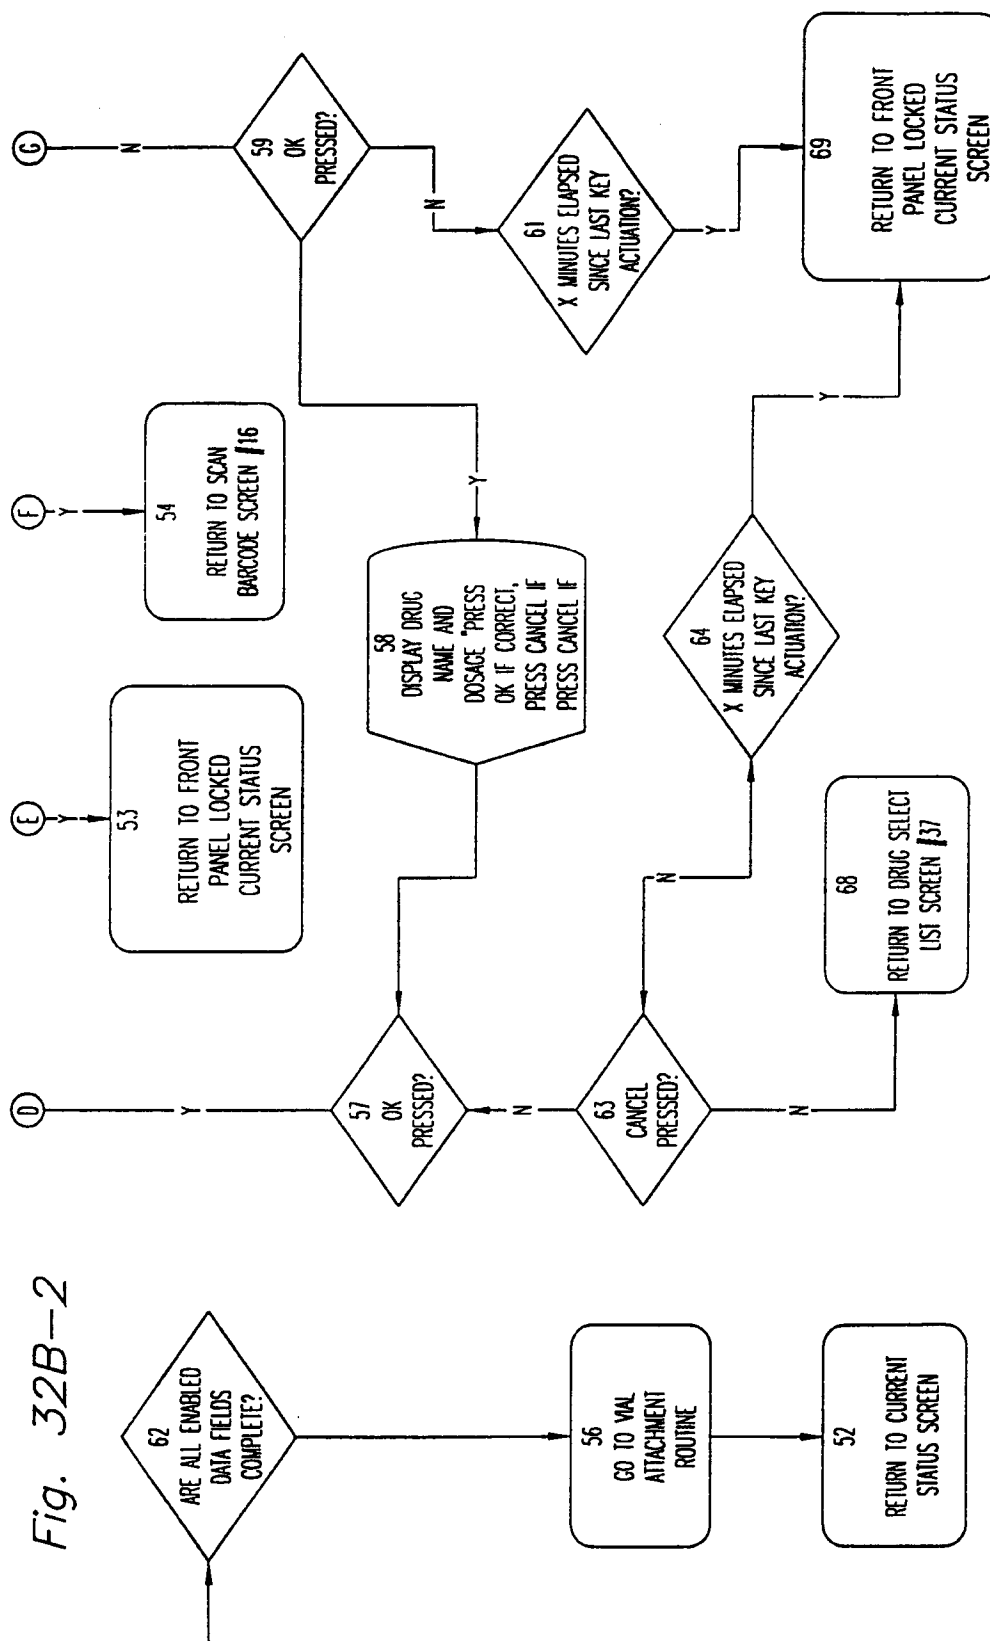 Fig. 32B-2
62
ARE ALL ENABLED
DATA FIELDS
COMPLETE?
56
GO TO VIAL
ATTACHMENT
ROUTINE
52
RETURN TO CURRENT
STATUS SCREEN
D
Y
57
OK
PRESSED?
N
63
CANCEL
PRESSED?
N
68
RETURN TO DRUG SELECT
LIST SCREEN #37
E
Y
53
RETURN TO FRONT
PANEL LOCKED
CURRENT STATUS
SCREEN
F
Y
54
RETURN TO SCAN
BARCODE SCREEN #16
58
DISPLAY DRUG
NAME AND
DOSAGE "PRESS
OK IF CORRECT,
PRESS CANCEL IF
PRESS CANCEL IF
Y
N
64
X MINUTES ELAPSED
SINCE LAST KEY
ACTUATION?
Y
G
N
59
OK
PRESSED?
N
61
X MINUTES ELAPSED
SINCE LAST KEY
ACTUATION?
Y
69
RETURN TO FRONT
PANEL LOCKED
CURRENT STATUS
SCREEN